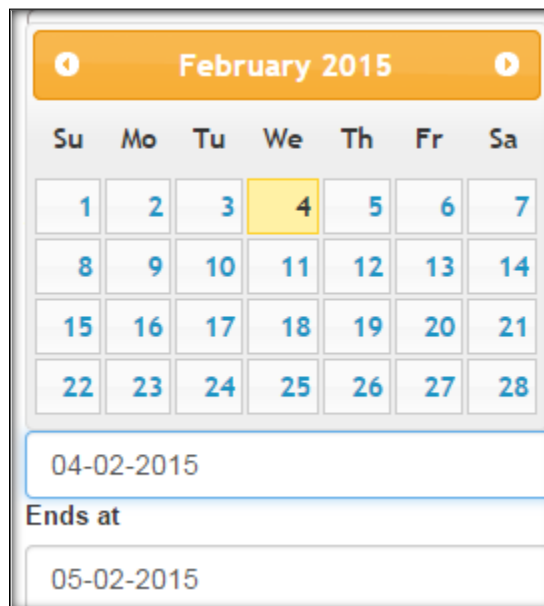 February 2015
Su Mo Tu We Th Fr Sa
1 2 3 4 5 6 7
8 9 10 11 12 13 14
15 16 17 18 19 20 21
22 23 24 25 26 27 28
04-02-2015
Ends at
05-02-2015